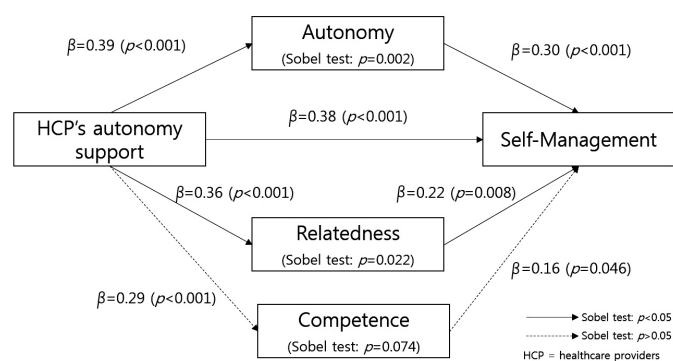 Autonomy
(Sobel test: p=0.002)
β=0.39 (p<0.001)
β=0.30 (p<0.001)
HCP's autonomy
support
β=0.38 (p<0.001)
Self-Management
β=0.36 (p<0.001)
β=0.22 (p=0.008)
Relatedness
(Sobel test: p=0.022)
β=0.29 (p<0.001)
β=0.16 (p=0.046)
Competence
(Sobel test: p=0.074)
Sobel test: p<0.05
Sobel test: p>0.05
HCP = healthcare providers